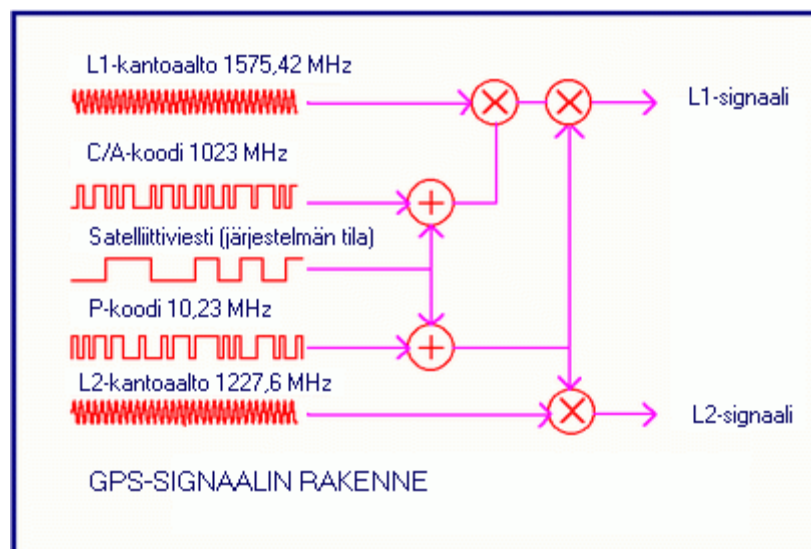 L1-kantoaalto 1575,42 MHz
L1-signaali
C/A-koodi 1023 MHz
Satelliittiviesti (järjestelmän tila)
P-koodi 10,23 MHz
L2-kantoaalto 1227,6 MHz
L2-signaali
GPS-SIGNAALIN RAKENNE